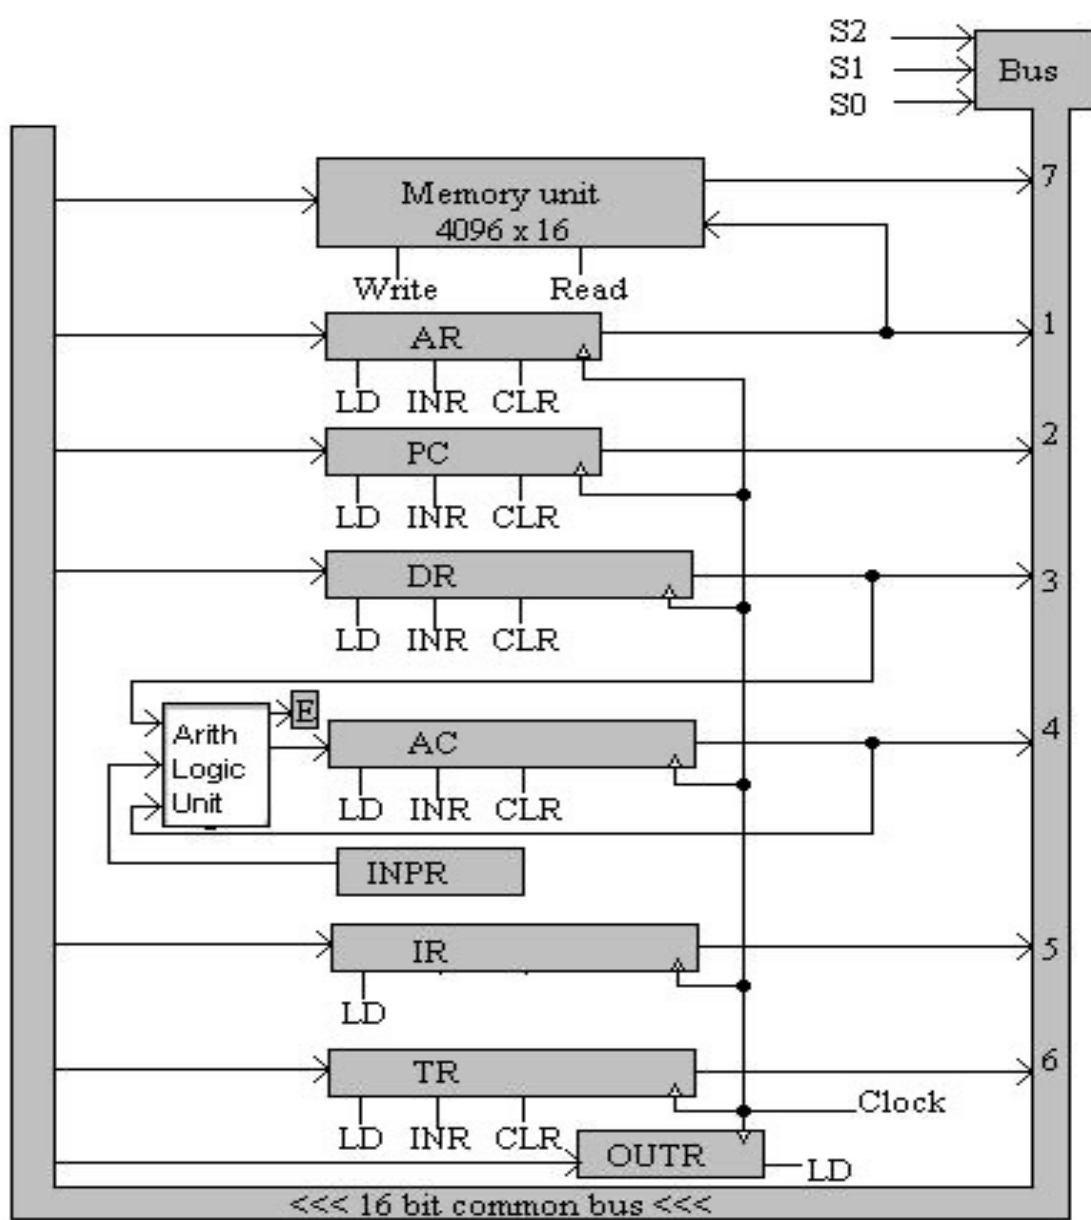 S2
S1
S0
Bus
7
Memory unit
4096 x 16
Write Read
AR
1
LD INR CLR
PC
2
LD INR CLR
DR
3
LD INR CLR
E
Arith
Logic
Unit
AC
4
LD INR CLR
INPR
IR
5
LD
TR
6
Clock
LD INR CLR
OUTR
LD
<<< 16 bit common bus <<<